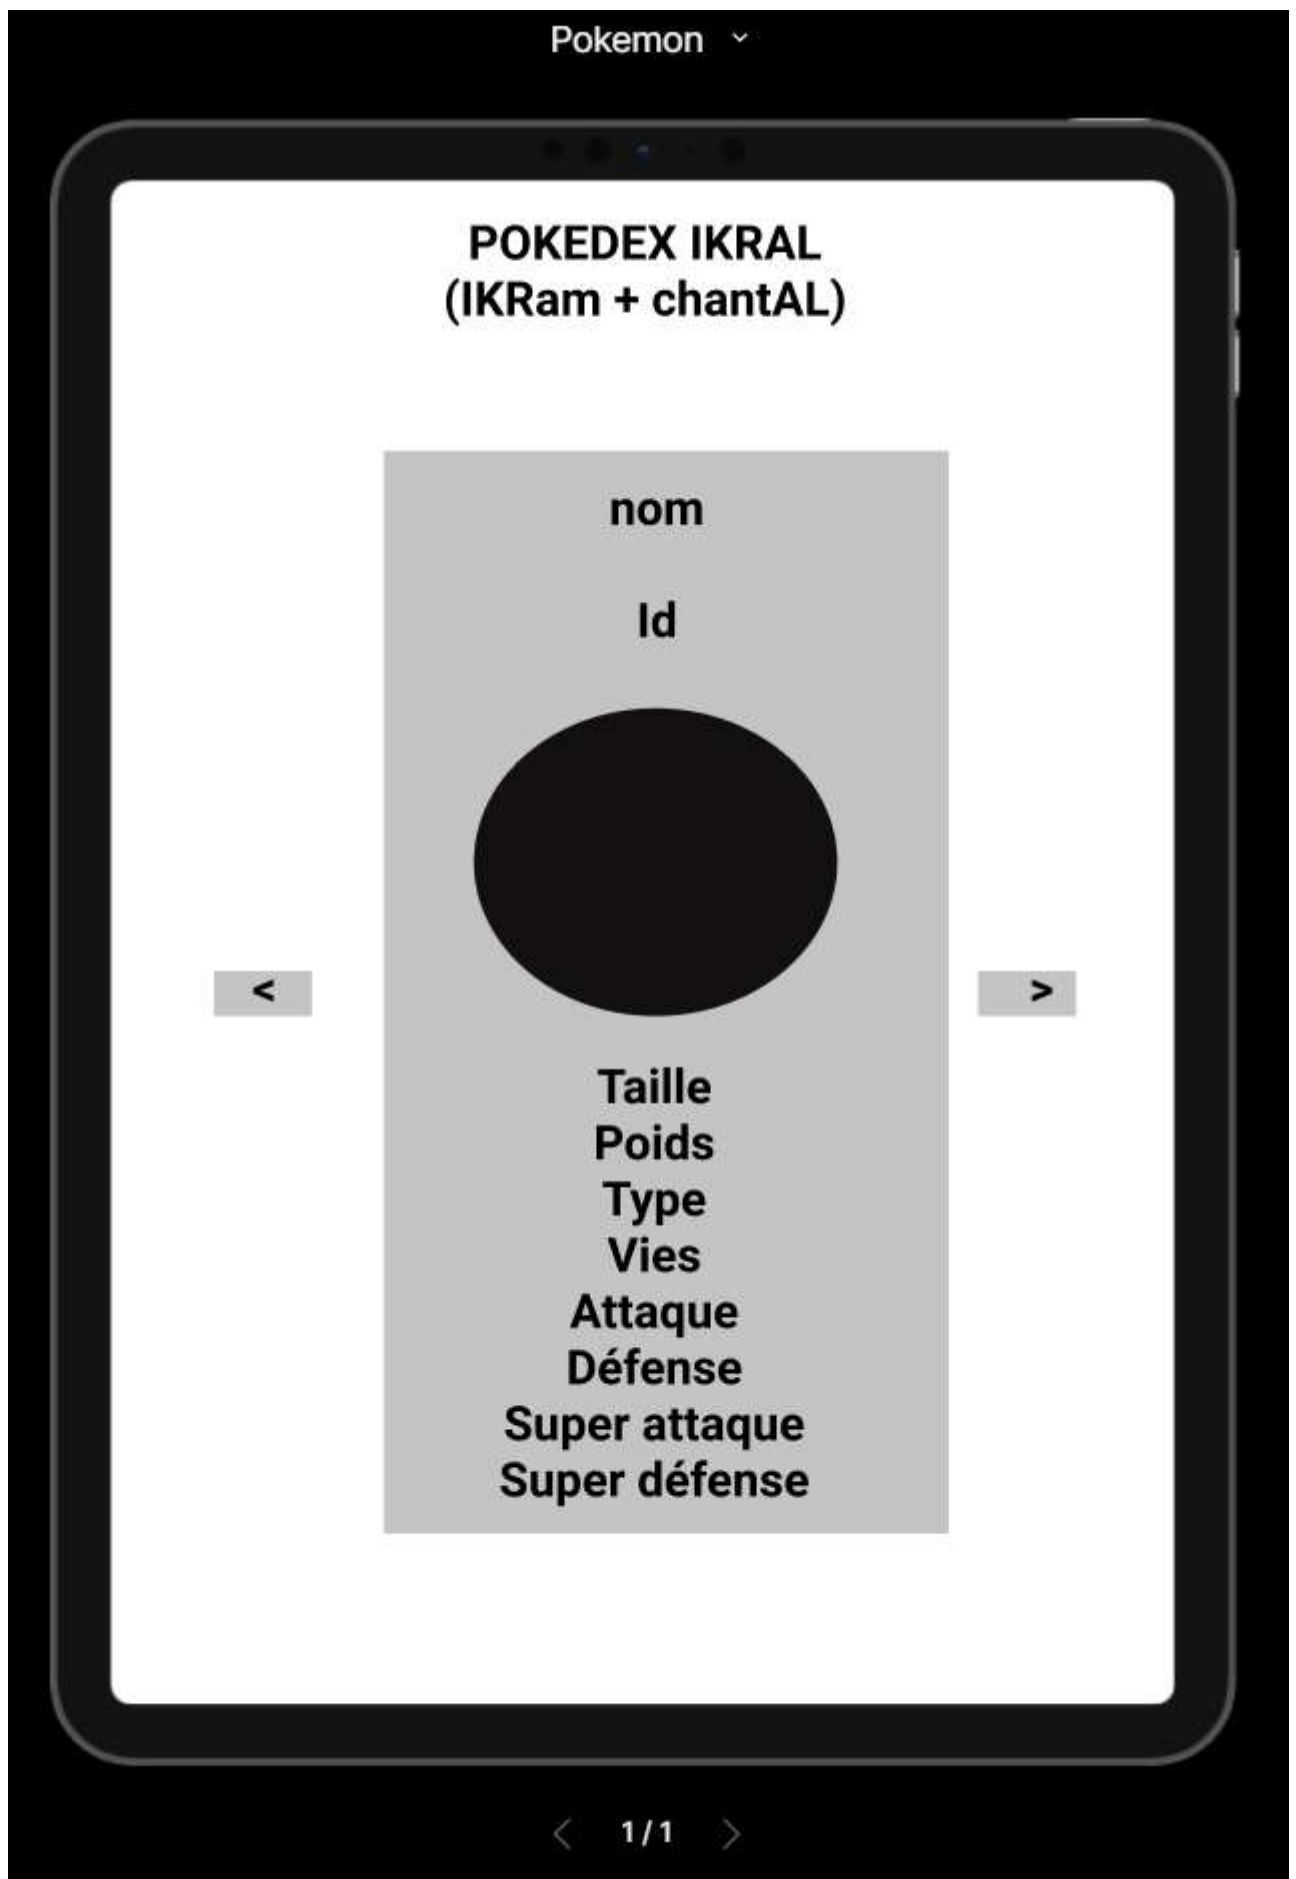 Pokemon
POKEDEX IKRAL
(IKRam + chantAL)
nom
Id
<
>
Taille
Poids
Type
Vies
Attaque
Défense
Super attaque
Super défense
1 / 1